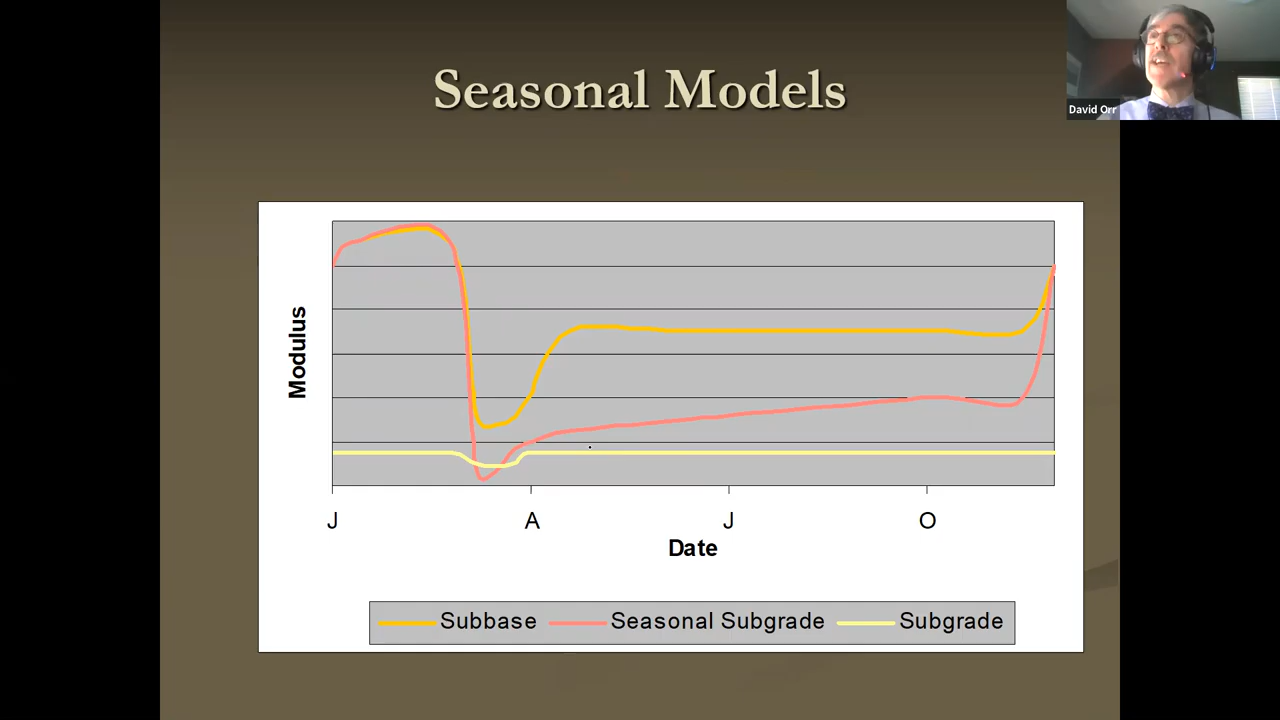 Seasonal Models
David Orr
Modulus
J A J O
Date
Subbase Seasonal Subgrade Subgrade